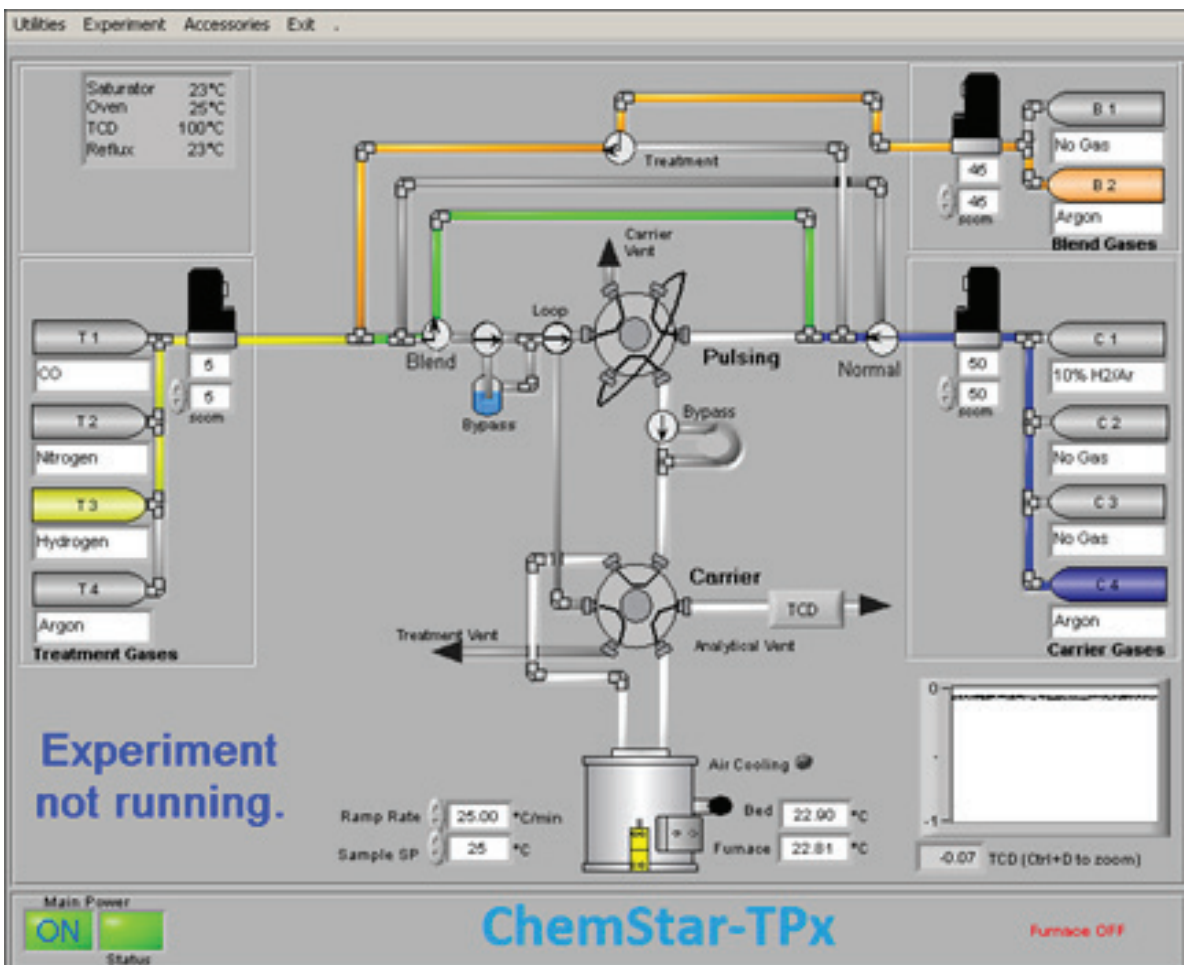 Utilities Experiment Accessories Exit .
Saturator 23°C
Oven 25°C
TCD 100°C
Reflux 23°C
Treatment
B 1
No Gas
46
46
sccm
B 2
Argon
Blend Gases
Carrier
Vent
T 1
CO
5
5
sccm
T 2
Nitrogen
T 3
Hydrogen
T 4
Argon
Treatment Gases
Loop
Blend
Bypass
Pulsing
Normal
Bypass
50
50
sccm
C 1
10% H2/Ar
C 2
No Gas
C 3
No Gas
C 4
Argon
Carrier Gases
Carrier
TCD
Treatment Vent
Analytical Vent
Experiment
not running.
Air Cooling
Ramp Rate 25.00 °C/min
Sample SP 25 °C
Bed 22.90 °C
Furnace 22.81 °C
0
-
-1
-0.07 TCD (Ctrl+D to zoom)
Main Power
ON
Status
ChemStar-TPx
Furnace OFF